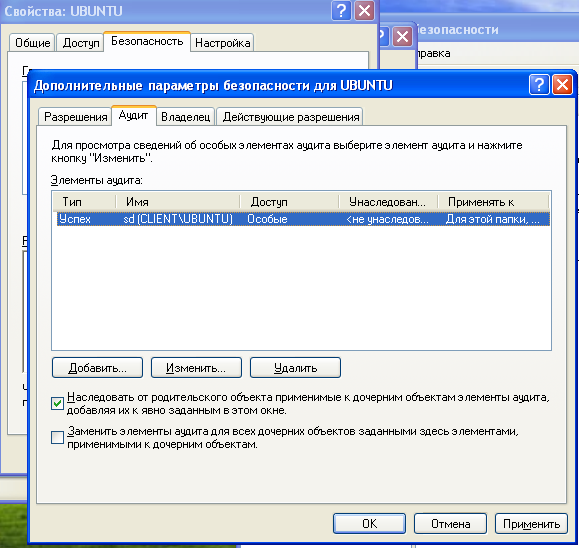 Свойства: UBUNTU
Безопасности
правка
Общие Доступ Безопасность Настройка
Дополнительные параметры безопасности для UBUNTU
Разрешения Аудит Владелец Действующие разрешения
Для просмотра сведений об особых элементах аудита выберите элемент аудита и нажмите
кнопку "Изменить".
Элементы аудита:
Тип Имя Доступ Унаследован... Применять к
Успех sd (CLIENT\UBUNTU) Особые <не унаследов... Для этой папки, ...
Добавить... Изменить... Удалить
Наследовать от родительского объекта применимые к дочерним объектам элементы аудита,
добавляя их к явно заданным в этом окне.
Заменить элементы аудита для всех дочерних объектов заданными здесь элементами,
применимыми к дочерним объектам.
OK Отмена Применить